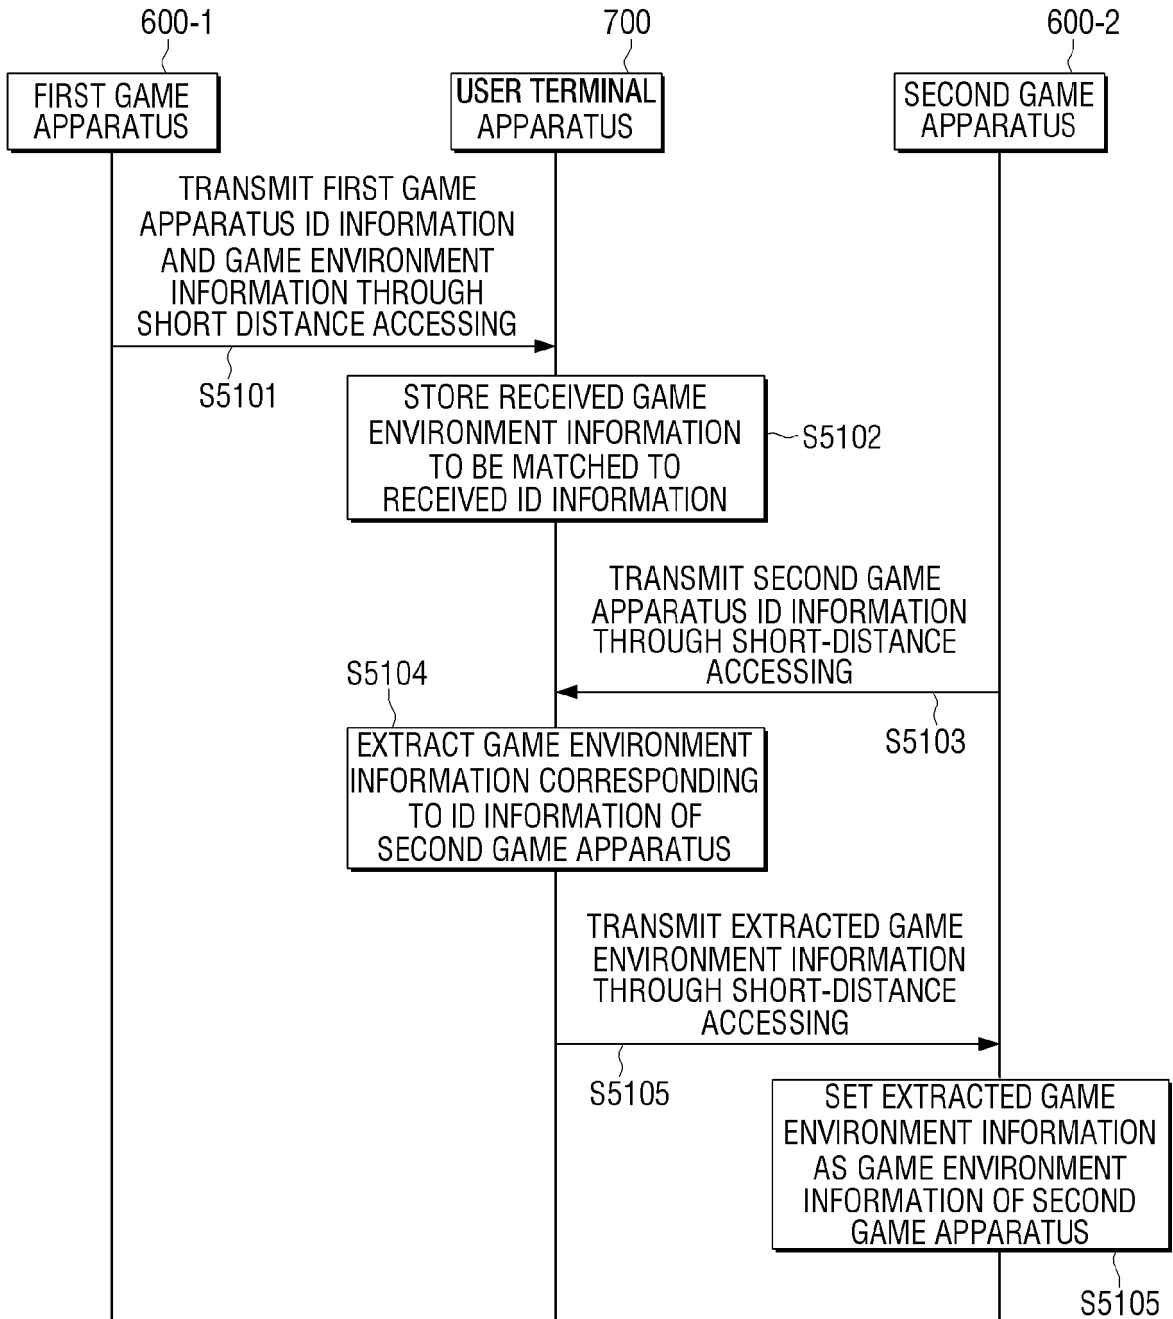 600-1
700
600-2
FIRST GAME
APPARATUS
USER TERMINAL
APPARATUS
SECOND GAME
APPARATUS
TRANSMIT FIRST GAME
APPARATUS ID INFORMATION
AND GAME ENVIRONMENT
INFORMATION THROUGH
SHORT DISTANCE ACCESSING
S5101
STORE RECEIVED GAME
ENVIRONMENT INFORMATION
TO BE MATCHED TO
RECEIVED ID INFORMATION
S5102
TRANSMIT SECOND GAME
APPARATUS ID INFORMATION
THROUGH SHORT-DISTANCE
ACCESSING
S5103
S5104
EXTRACT GAME ENVIRONMENT
INFORMATION CORRESPONDING
TO ID INFORMATION OF
SECOND GAME APPARATUS
TRANSMIT EXTRACTED GAME
ENVIRONMENT INFORMATION
THROUGH SHORT-DISTANCE
ACCESSING
S5105
SET EXTRACTED GAME
ENVIRONMENT INFORMATION
AS GAME ENVIRONMENT
INFORMATION OF SECOND
GAME APPARATUS
S5105